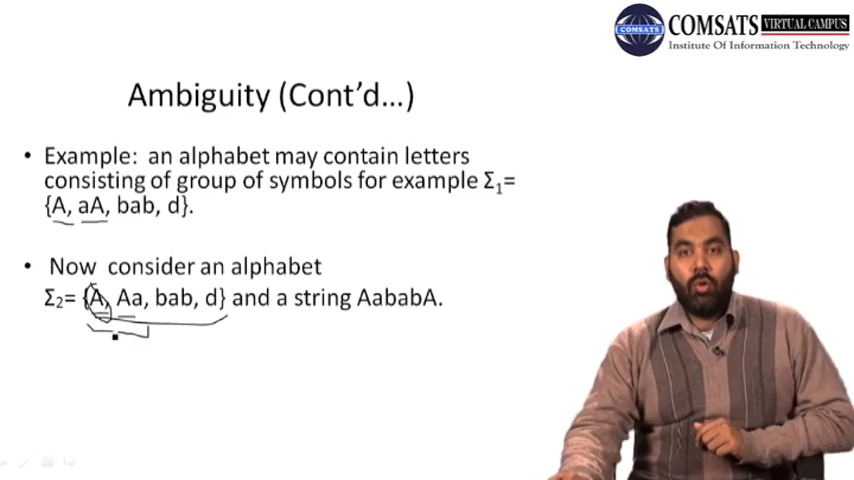 COMSATS VIRTUAL CAMPUS
COMSATS
Institute Of Information Technology
Ambiguity (Cont'd...)
• Example: an alphabet may contain letters
consisting of group of symbols for example Σ₁=
{A, aA, bab, d}.
• Now consider an alphabet
Σ₂= {A, Aa, bab, d} and a string AababA.